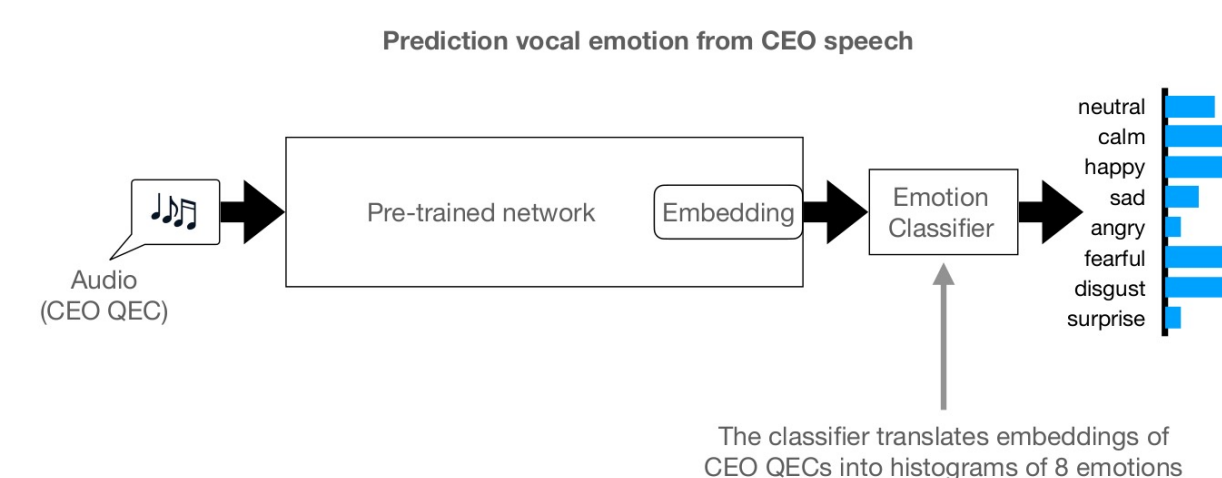 Prediction vocal emotion from CEO speech
Audio
(CEO QEC)
Pre-trained network
Embedding
Emotion
Classifier
neutral
calm
happy
sad
angry
fearful
disgust
surprise
The classifier translates embeddings of
CEO QECs into histograms of 8 emotions